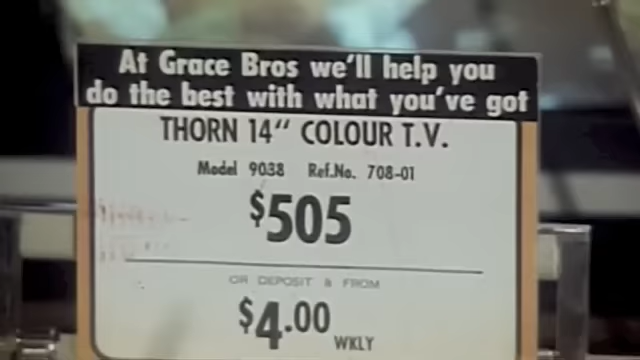 At Grace Bros we'll help you
do the best with what you've got
THORN 14" COLOUR T.V.
Model 9038 Ref.No. 708-01
$505
OR DEPOSIT & FROM
$4.00 WKLY